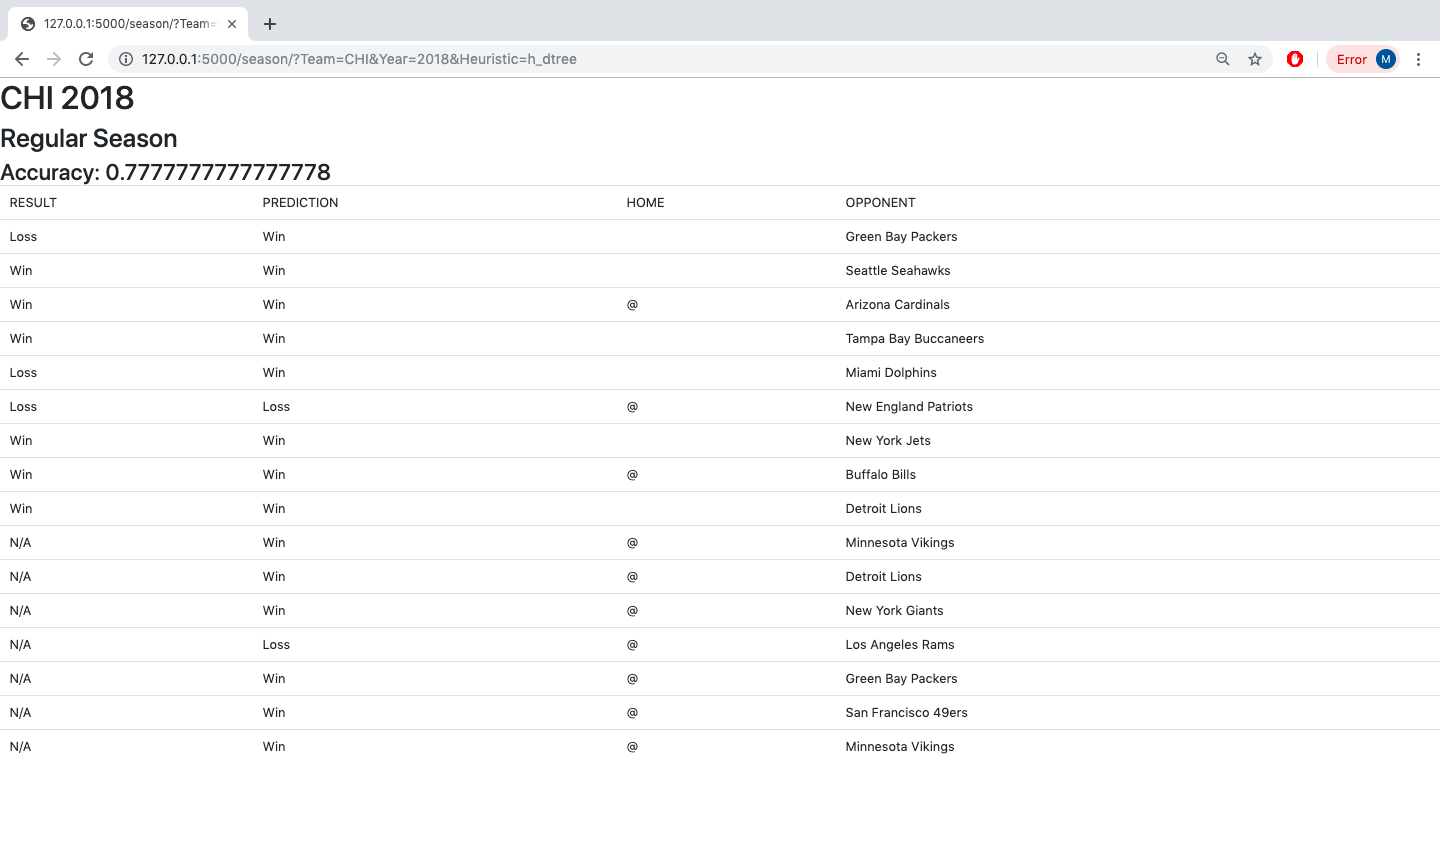 127.0.0.1:5000/season/?Team=
127.0.0.1:5000/season/?Team=CHI&Year=2018&Heuristic=h_dtree Error M
CHI 2018
Regular Season
Accuracy: 0.7777777777777778
RESULT PREDICTION HOME OPPONENT
Loss Win Green Bay Packers
Win Win Seattle Seahawks
Win Win @ Arizona Cardinals
Win Win Tampa Bay Buccaneers
Loss Win Miami Dolphins
Loss Loss @ New England Patriots
Win Win New York Jets
Win Win @ Buffalo Bills
Win Win Detroit Lions
N/A Win @ Minnesota Vikings
N/A Win @ Detroit Lions
N/A Win @ New York Giants
N/A Loss @ Los Angeles Rams
N/A Win @ Green Bay Packers
N/A Win @ San Francisco 49ers
N/A Win @ Minnesota Vikings